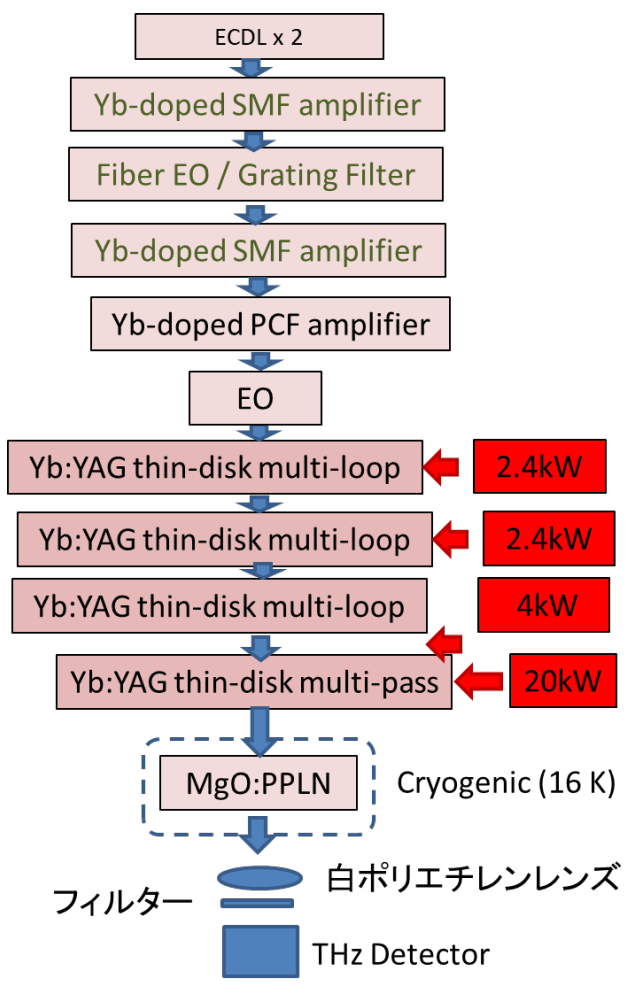 ECDL x 2
Yb-doped SMF amplifier
Fiber EO / Grating Filter
Yb-doped SMF amplifier
Yb-doped PCF amplifier
EO
Yb:YAG thin-disk multi-loop
2.4kW
Yb:YAG thin-disk multi-loop
2.4kW
Yb:YAG thin-disk multi-loop
4kW
Yb:YAG thin-disk multi-pass
20kW
MgO:PPLN
Cryogenic (16 K)
白ポリエチレンレンズ
フィルター
THz Detector